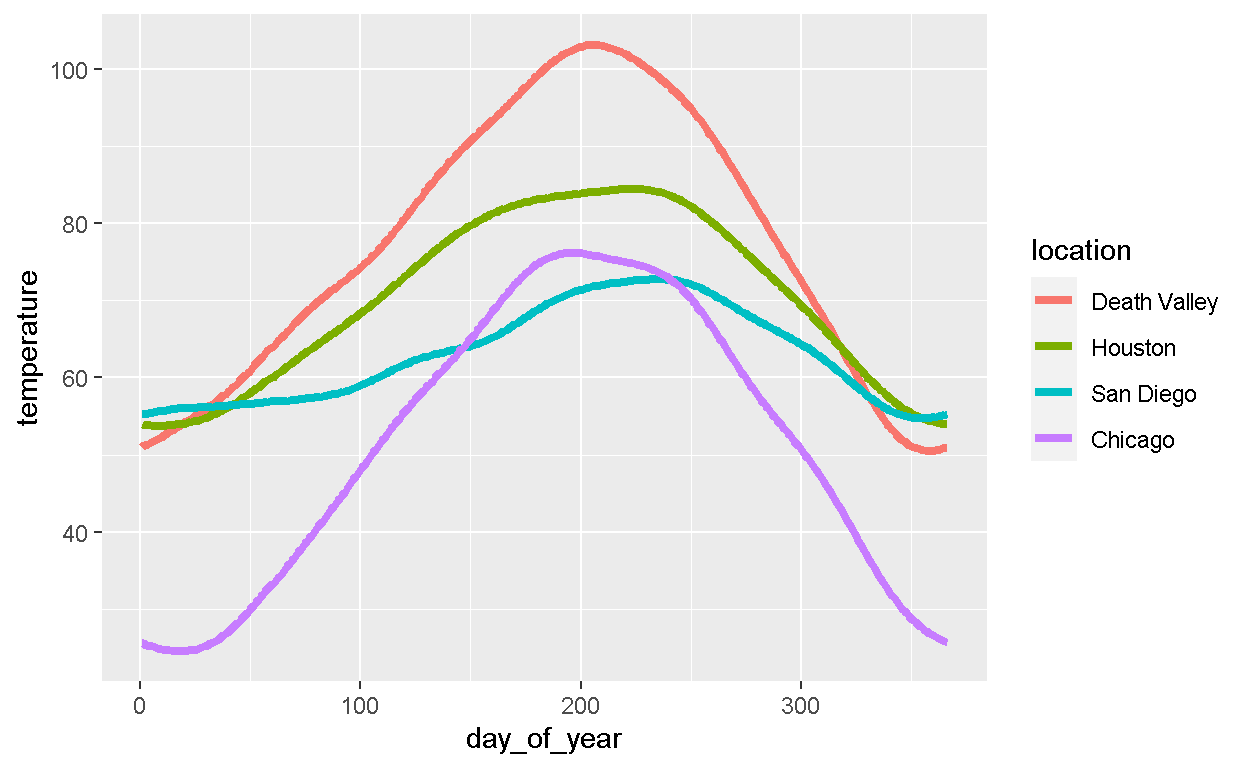 temperature
100
80
60
40
0
100
200
300
day_of_year
location
Death Valley
Houston
San Diego
Chicago